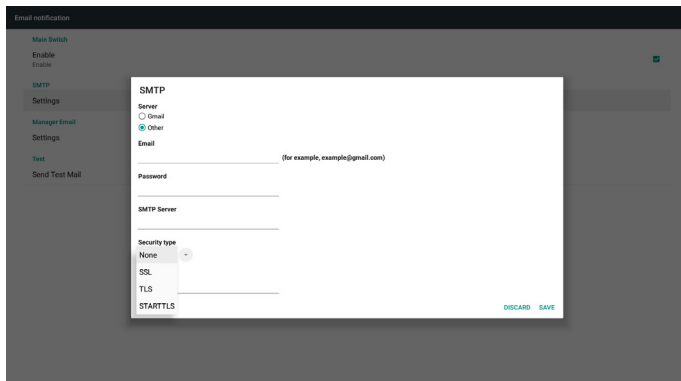 Email notification
Main Switch
Enable
Enable
SMTP
Settings
Manager Email
Settings
Test
Send Test Mail
SMTP
Server
Gmail
Other
Email
(for example, example@gmail.com)
Password
SMTP Server
Security type
None
SSL
TLS
STARTTLS
DISCARD SAVE